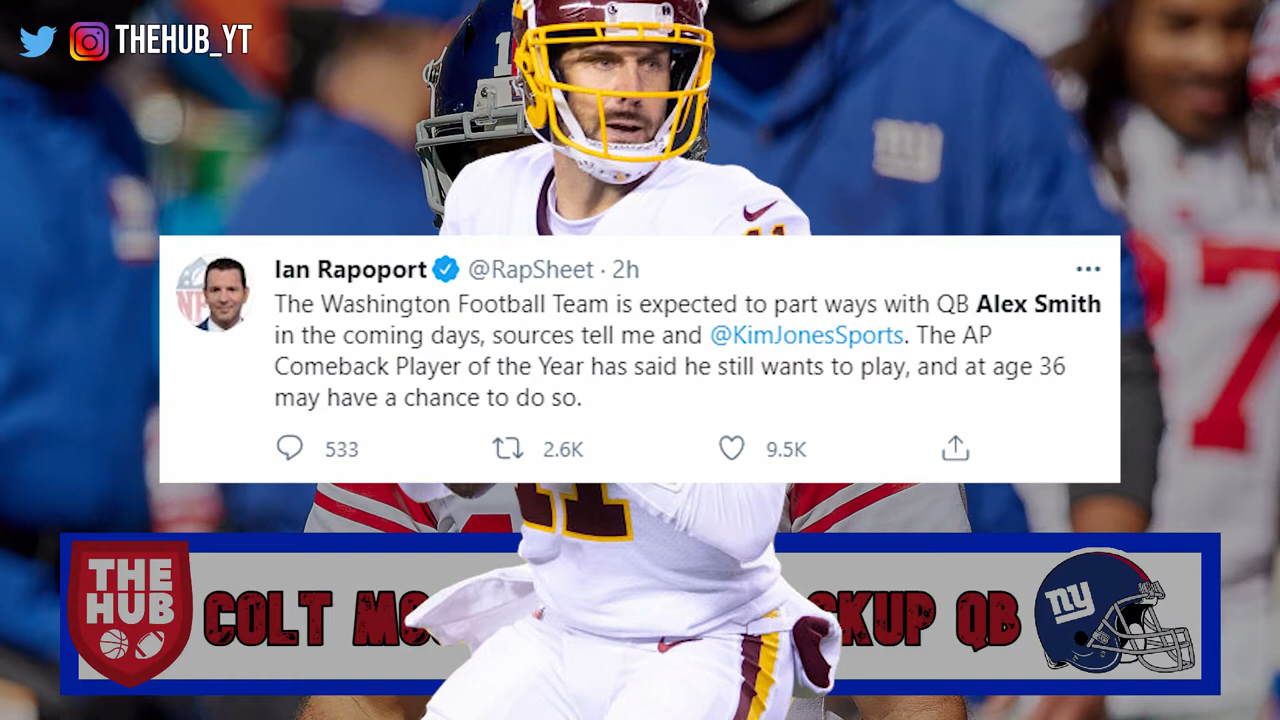 THEHUB_YT
Ian Rapoport @RapSheet · 2h
The Washington Football Team is expected to part ways with QB Alex Smith
in the coming days, sources tell me and @KimJonesSports. The AP
Comeback Player of the Year has said he still wants to play, and at age 36
may have a chance to do so.
533 2.6K 9.5K
11
THE
HUB
COLT
QB
ny